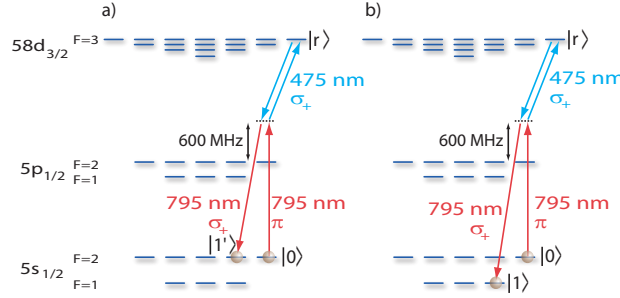 a)
58d3/2 F=3
|r⟩
475 nm
σ+
600 MHz
5p1/2 F=2
F=1
795 nm
σ+
795 nm
π
|1'⟩
|0⟩
5s1/2 F=2
F=1
b)
|r⟩
475 nm
σ+
600 MHz
795 nm
σ+
795 nm
π
|0⟩
|1⟩